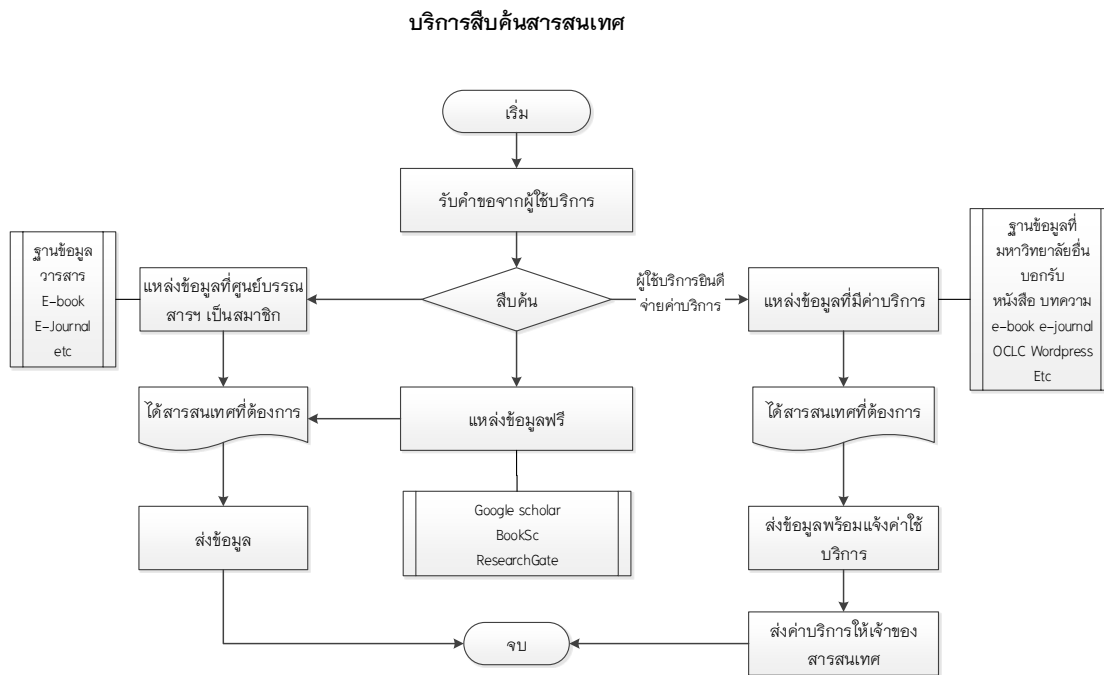 บริการสืบค้นสารสนเทศ
เริ่ม
รับคำขอจากผู้ใช้บริการ
ฐานข้อมูล
วารสาร
E-book
E-Journal
etc
แหล่งข้อมูลที่ศูนย์บรรณ
สารฯ เป็นสมาชิก
สืบค้น
ผู้ใช้บริการยินดี
จ่ายค่าบริการ
แหล่งข้อมูลที่มีค่าบริการ
ฐานข้อมูลที่
มหาวิทยาลัยอื่น
บอกรับ
หนังสือ บทความ
e-book e-journal
OCLC Wordpress
Etc
ได้สารสนเทศที่ต้องการ
แหล่งข้อมูลฟรี
ได้สารสนเทศที่ต้องการ
Google scholar
BookSc
ResearchGate
ส่งข้อมูล
ส่งข้อมูลพร้อมแจ้งค่าใช้
บริการ
จบ
ส่งค่าบริการให้เจ้าของ
สารสนเทศ